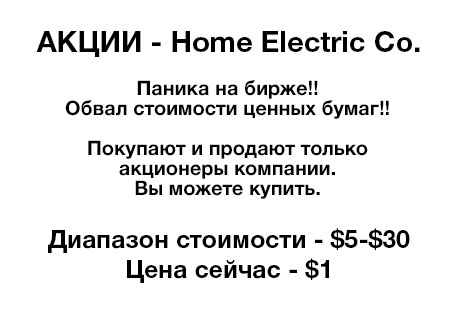 АКЦИИ - Home Electric Co.
Паника на бирже!!
Обвал стоимости ценных бумаг!!
Покупают и продают только
акционеры компании.
Вы можете купить.
Диапазон стоимости - $5-$30
Цена сейчас - $1